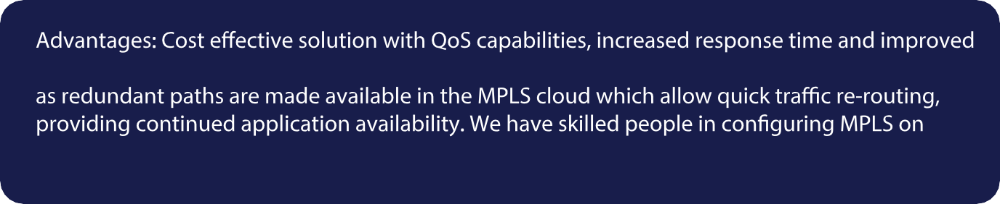 Advantages: Cost effective solution with QoS capabilities, increased response time and improved
as redundant paths are made available in the MPLS cloud which allow quick traffic re-routing,
providing continued application availability. We have skilled people in configuring MPLS on